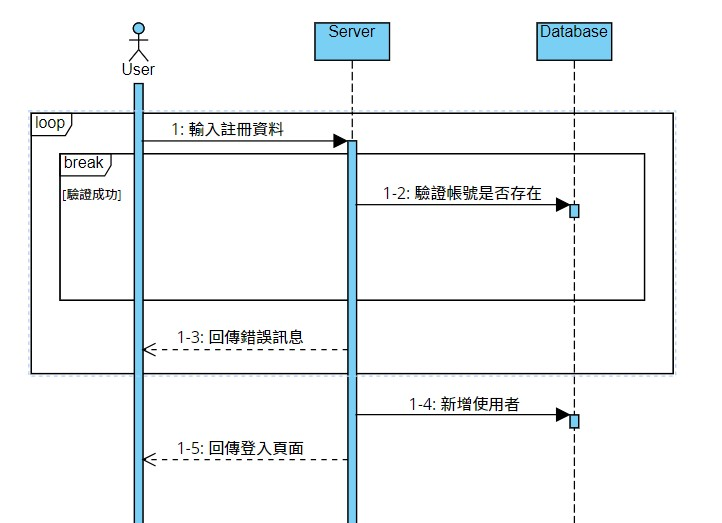 User
Server
Database
loop
1: 輸入註冊資料
break
[驗證成功]
1-2: 驗證帳號是否存在
1-3: 回傳錯誤訊息
1-4: 新增使用者
1-5: 回傳登入頁面